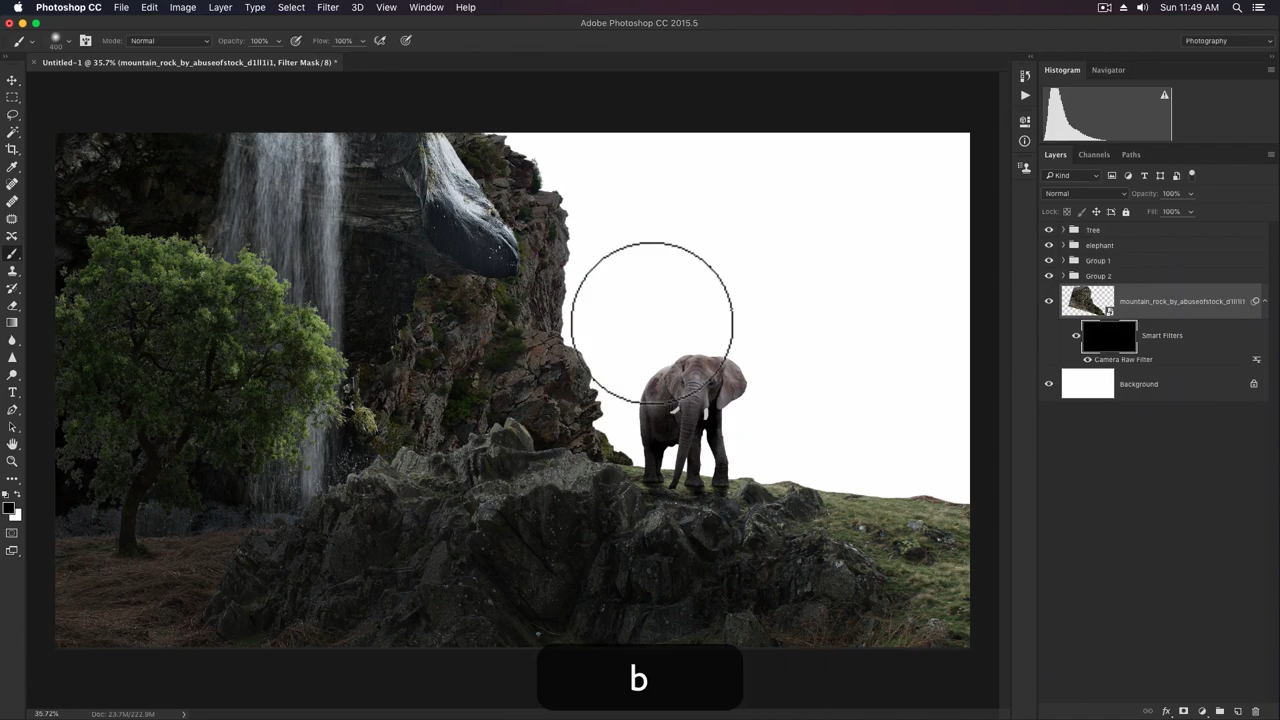 Photoshop CC File Edit Image Layer Type Select Filter 3D View Window Help Sun 11:49 AM
Adobe Photoshop CC 2015.5
400 Mode: Normal Opacity: 100% Flow: 100% Photography
Untitled-1 @ 35.7% (mountain_rock_by_abuseofstock_d1ll1i1, Filter Mask/8) *
Histogram Navigator
Layers Channels Paths
Kind
Normal Opacity: 100%
Lock: Fill: 100%
Tree
elephant
Group 1
Group 2
mountain_rock_by_abuseofstock_d1ll1i1
Smart Filters
Camera Raw Filter
Background
b
35.72% Doc: 23.7M/222.9M